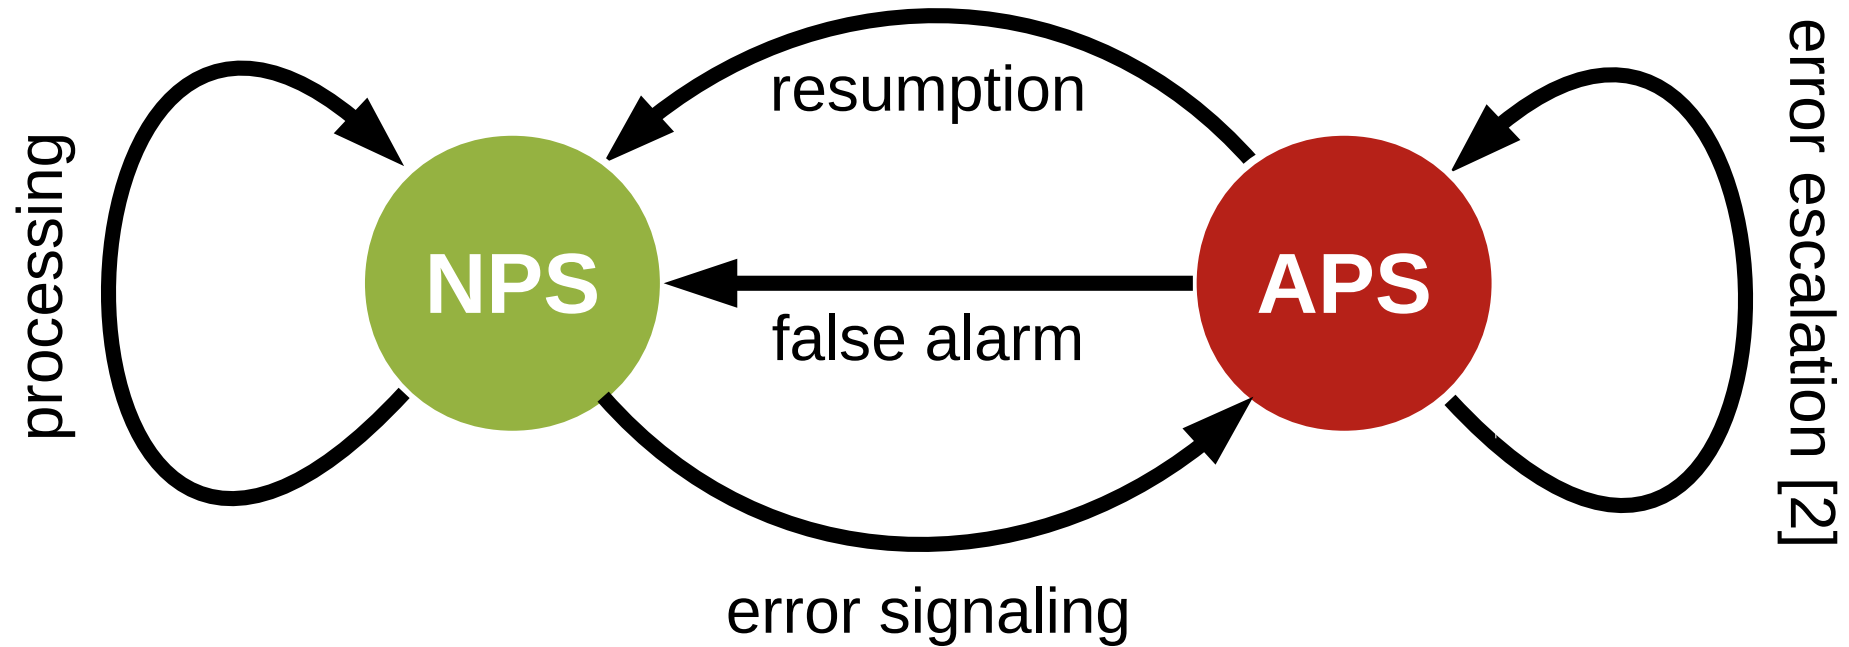 processing
resumption
NPS
APS
false alarm
error signaling
error escalation [2]